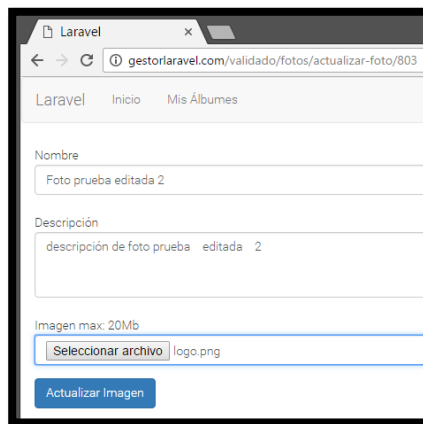 Laravel
gestorlaravel.com/validado/fotos/actualizar-foto/803
Laravel Inicio Mis Álbumes
Nombre
Foto prueba editada 2
Descripción
descripción de foto prueba editada 2
Imagen max: 20Mb
Seleccionar archivo logo.png
Actualizar Imagen